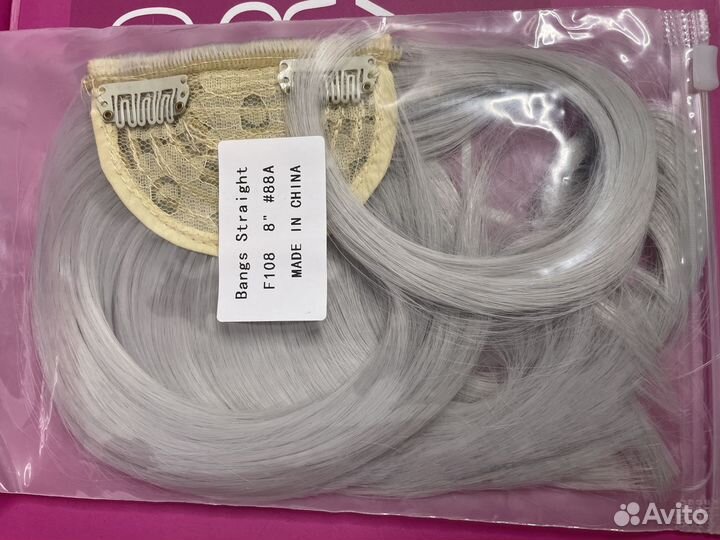 Bangs Straight
F108 8" #88A
MADE IN CHINA
Avito